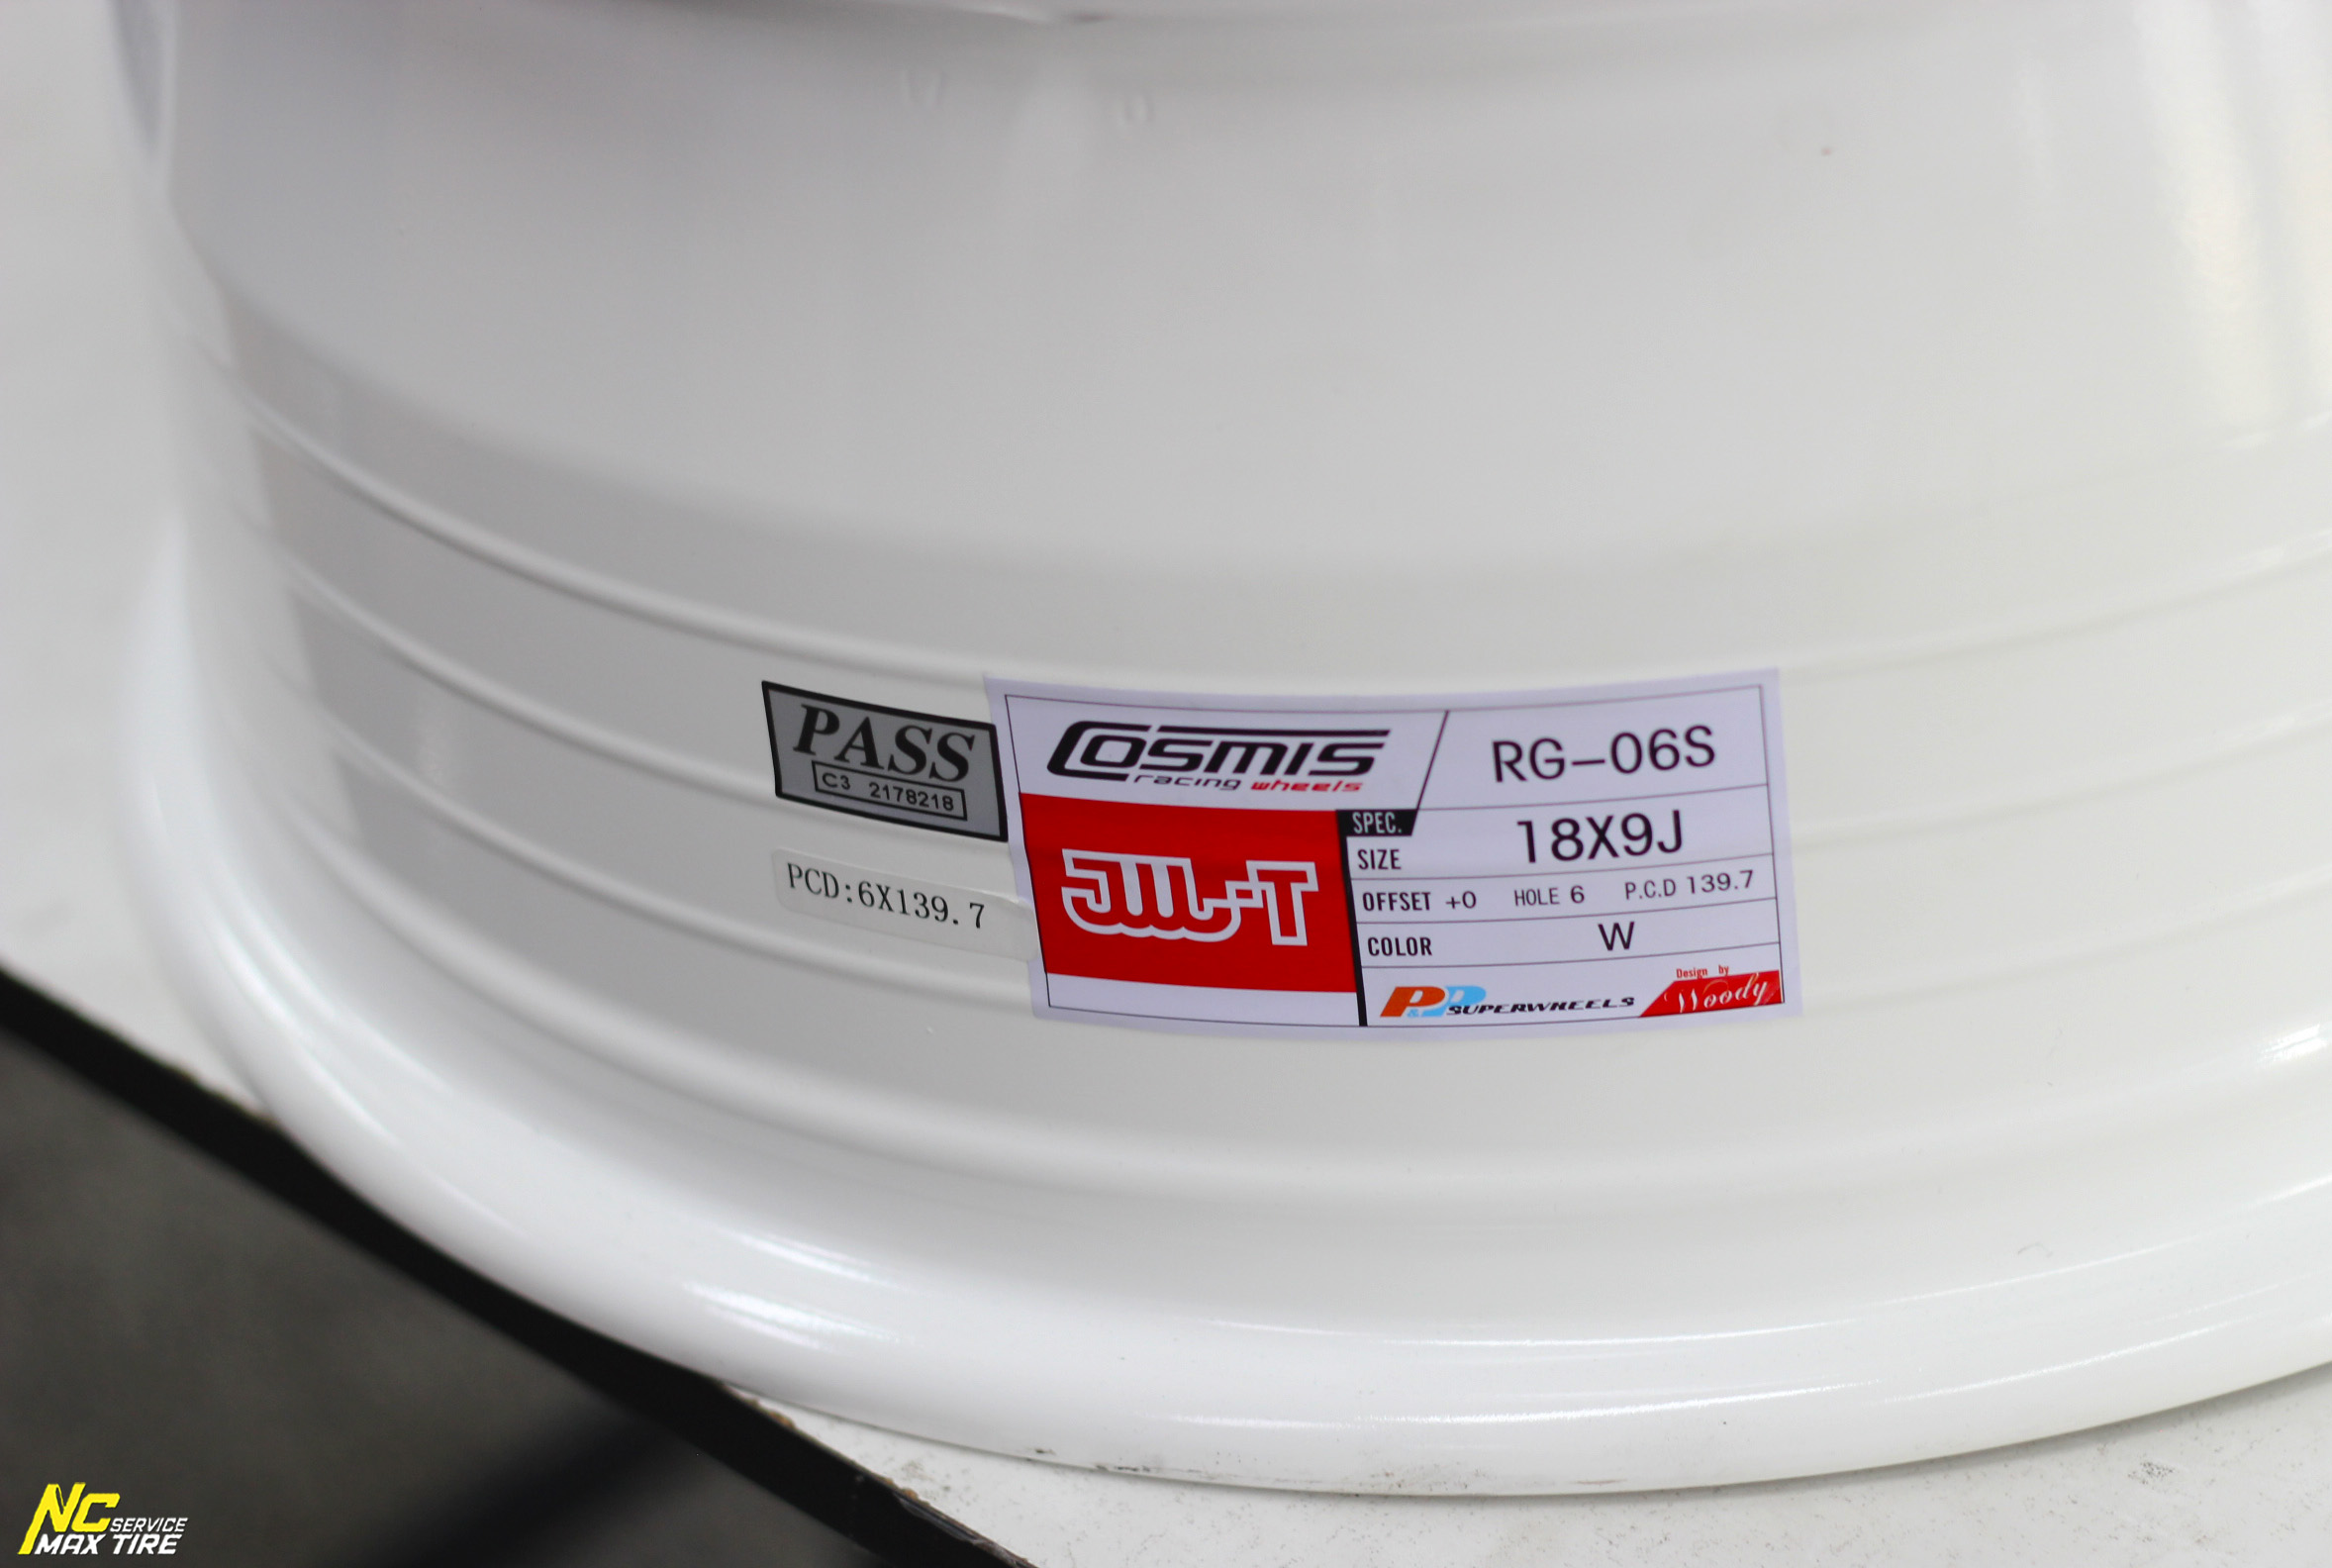 PASS
C3 2178218
PCD:6X139.7
COSMIS
racing wheels
RG-06S
JWL-T
SPEC.
SIZE 18X9J
OFFSET +0 HOLE 6 P.C.D 139.7
COLOR W
P&P SUPERWHEELS
Design by
Woody
NC SERVICE
MAX TIRE